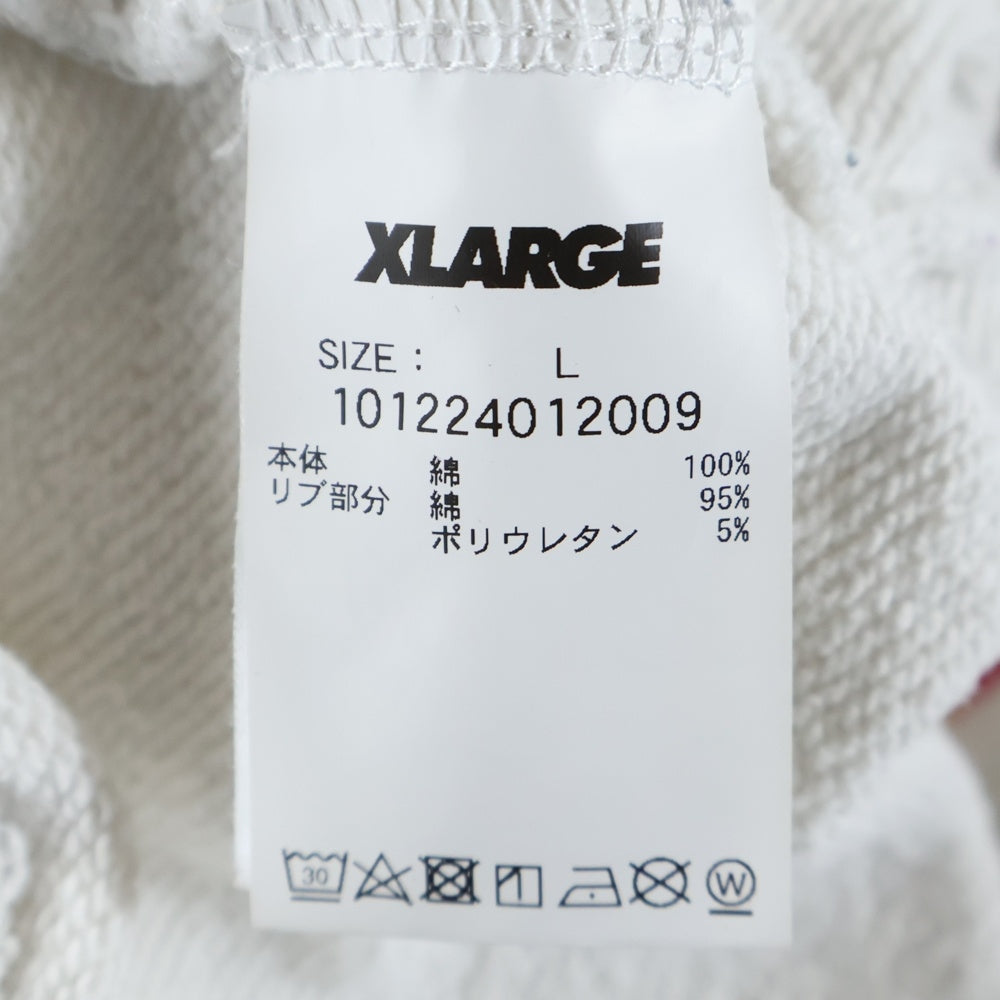 XLARGE
SIZE : L
101224012009
本体 綿 100%
リブ部分 綿 95%
ポリウレタン 5%
30 W